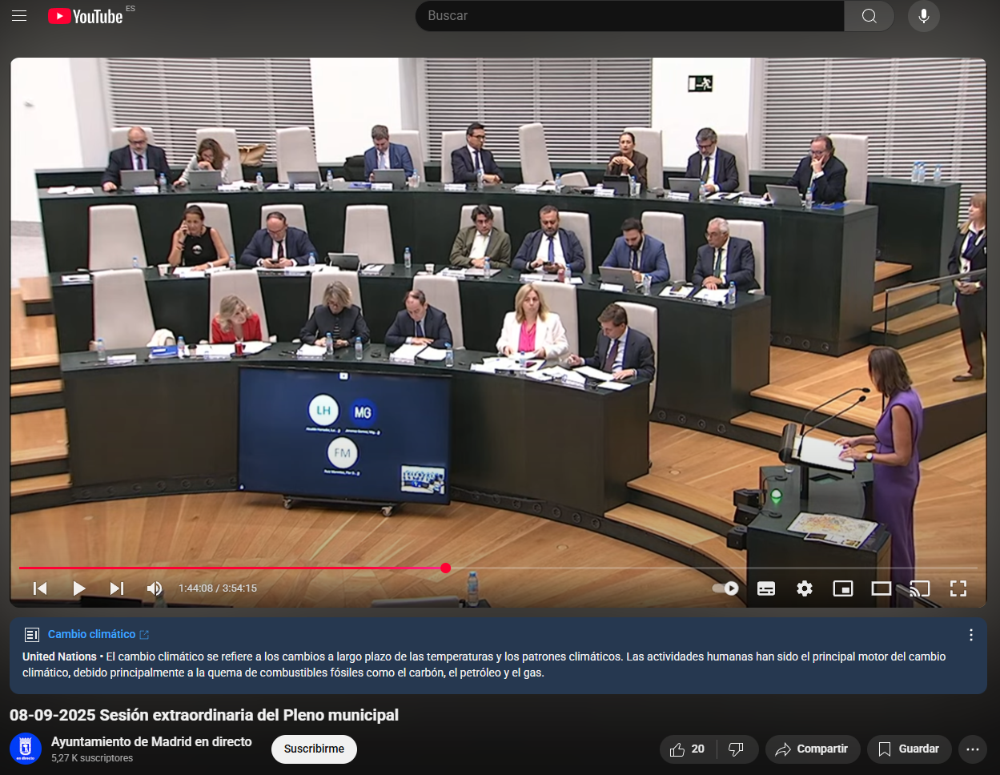 YouTube ES
Buscar
LH
MG
FM
1:44:08 / 3:54:15
Cambio climático
United Nations • El cambio climático se refiere a los cambios a largo plazo de las temperaturas y los patrones climáticos. Las actividades humanas han sido el principal motor del cambio
climático, debido principalmente a la quema de combustibles fósiles como el carbón, el petróleo y el gas.
08-09-2025 Sesión extraordinaria del Pleno municipal
Ayuntamiento de Madrid en directo
5,27 K suscriptores
Suscribirme
20
Compartir
Guardar